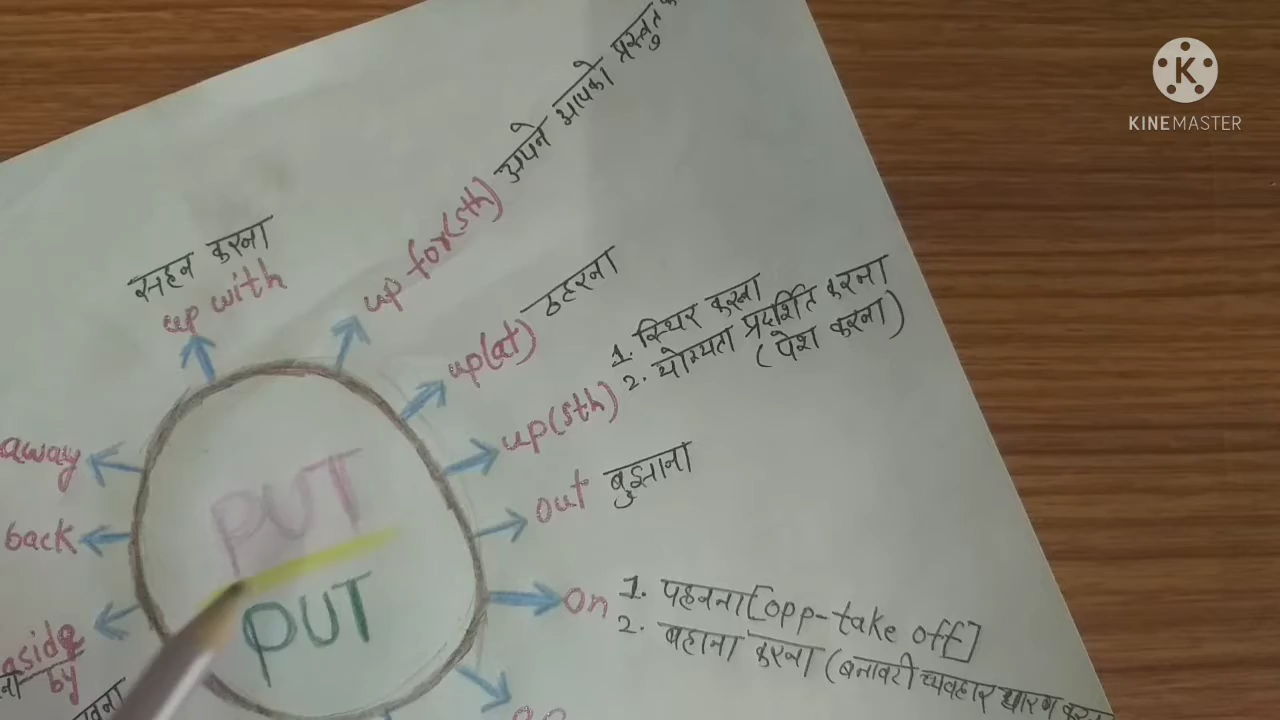 KINEMASTER
अपने आपको प्रस्तुत
up for(sth)
सहन करना
up with
ठहरना
up(at)
1. स्थिर करना
2. योग्यता प्रदर्शित करना
(पेश करना)
up(sth)
out बुझाना
away
back
aside
by
PUT
PUT
on
1. पहनना[opp-take off]
2. बहाना करना (बनावटी व्यवहार धारण